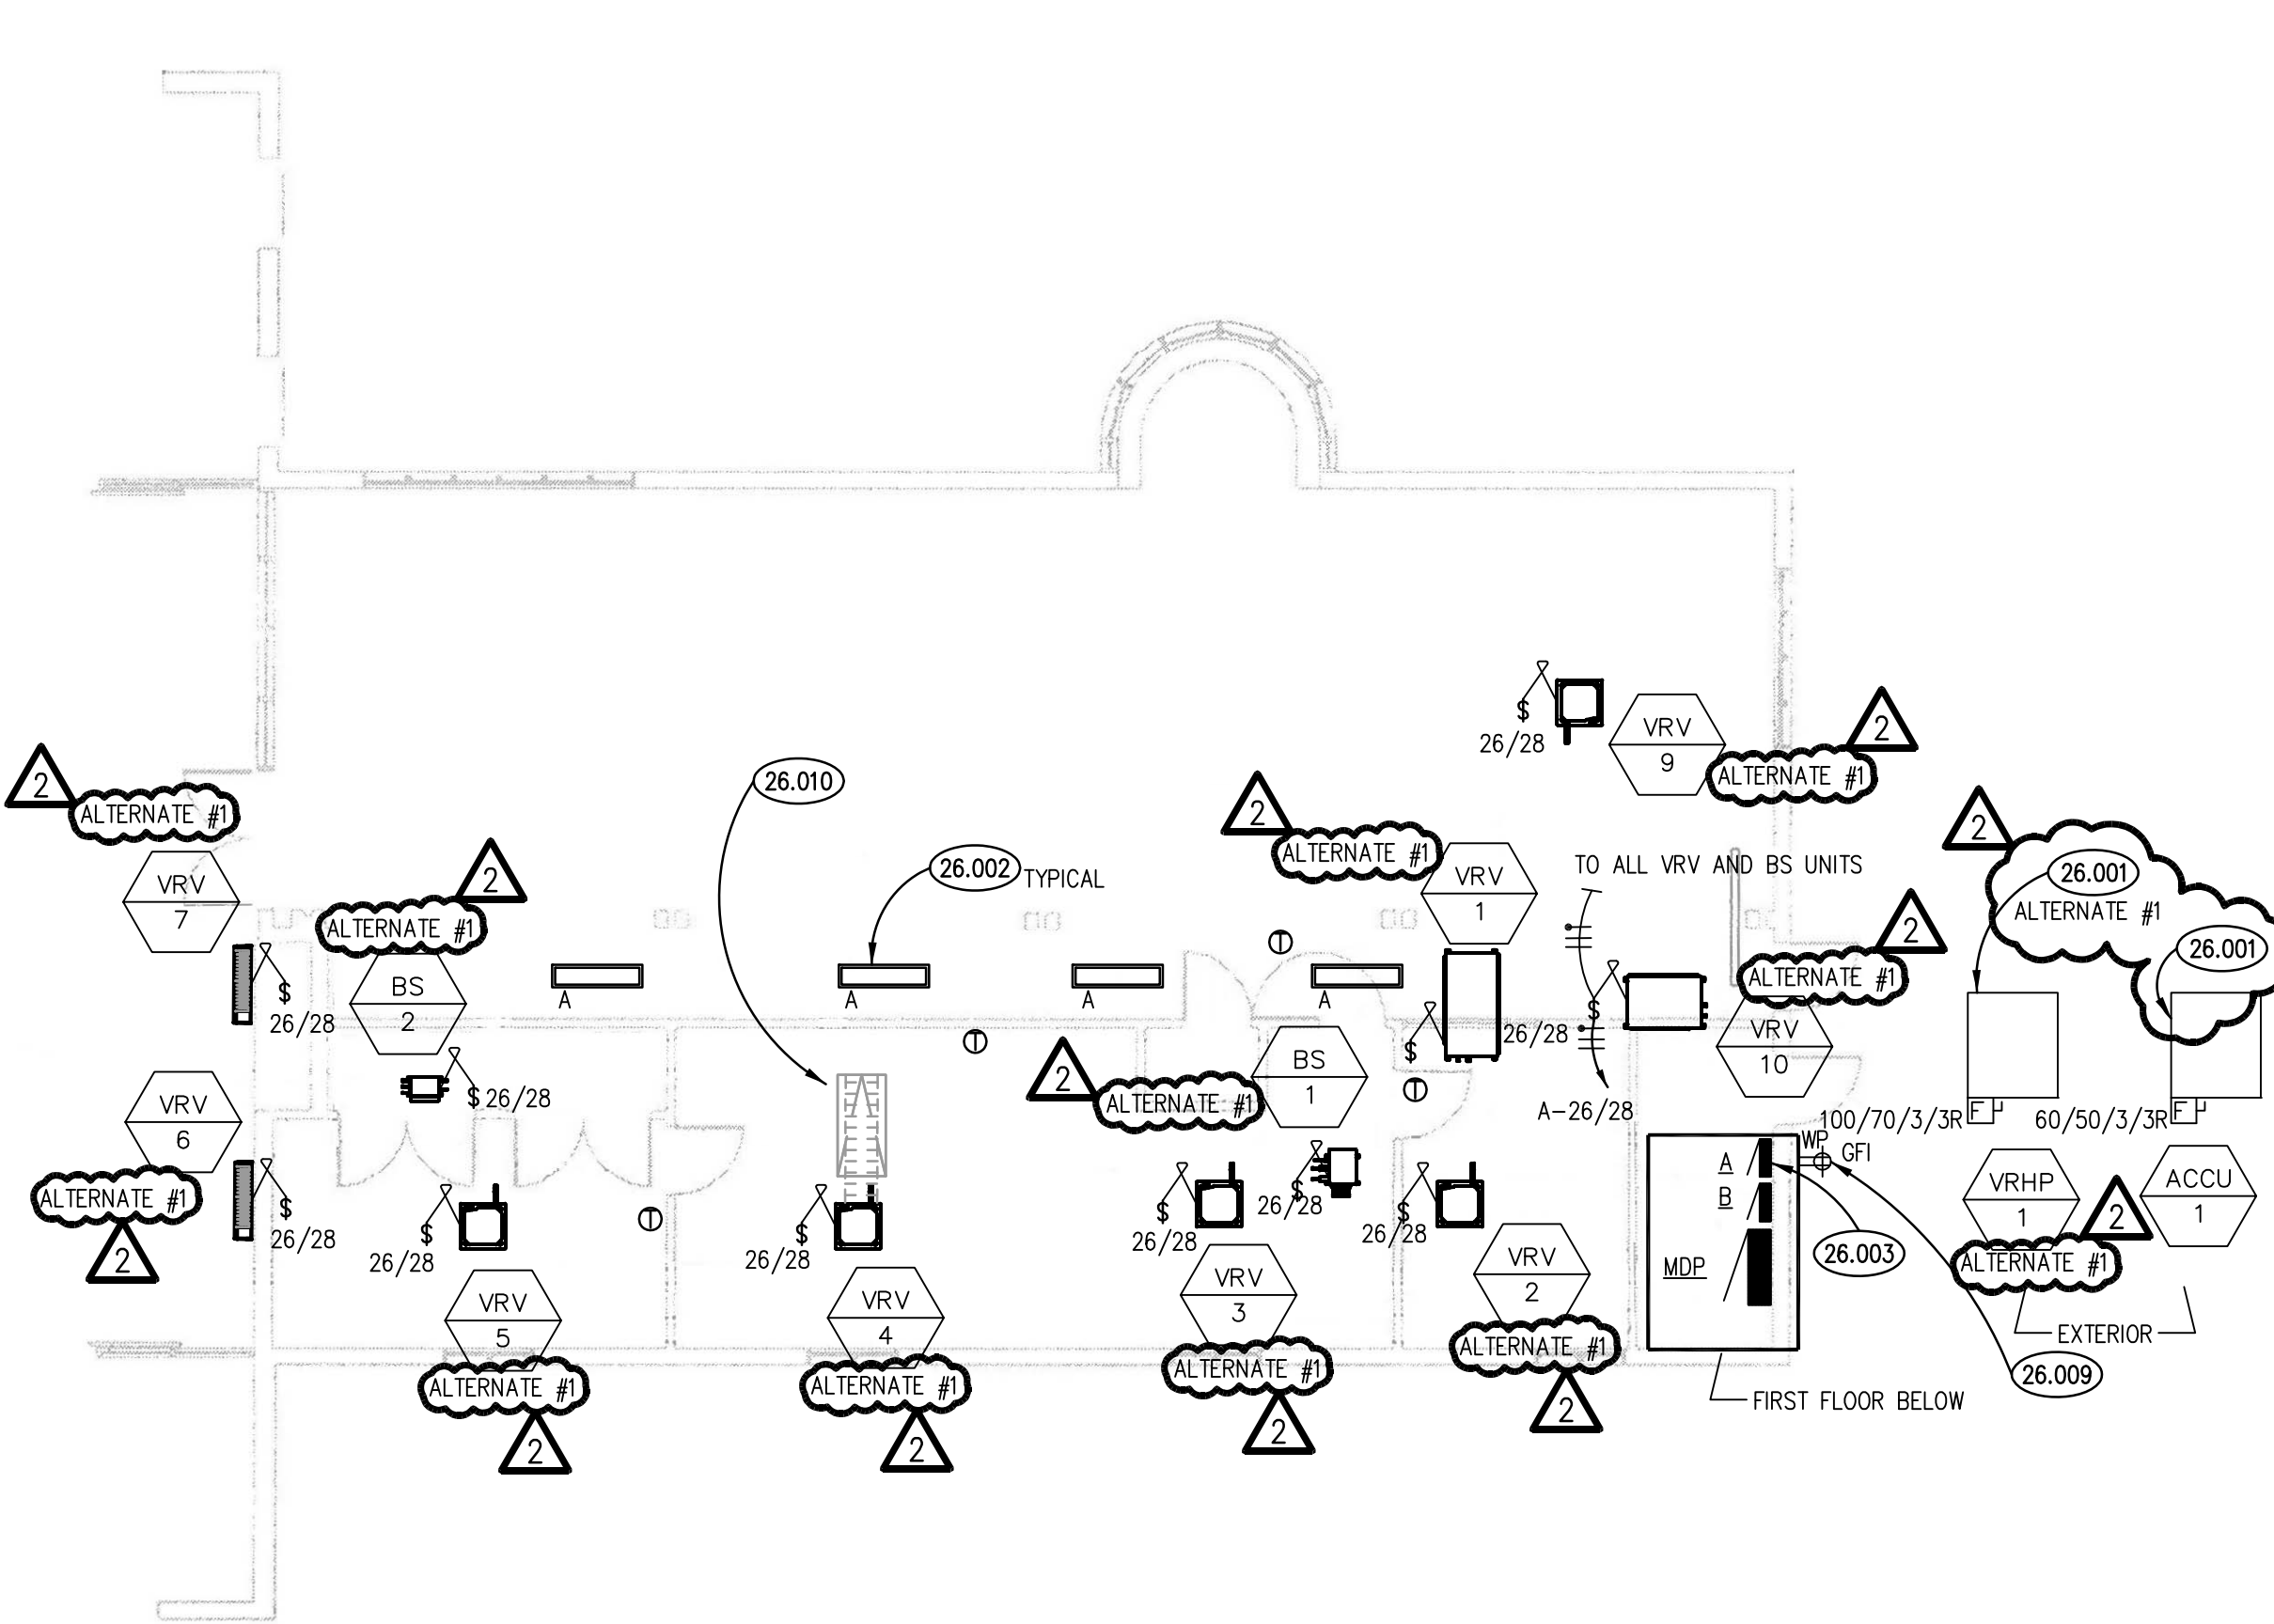 $
26/28
VRV
9
2
ALTERNATE #1
2
ALTERNATE #1
VRV
7
26.010
26.002
TYPICAL
2
ALTERNATE #1
BS
2
2
ALTERNATE #1
VRV
1
TO ALL VRV AND BS UNITS
2
26.001
ALTERNATE #1
26.001
2
ALTERNATE #1
VRV
10
$
26/28
A
A
A
A
T
T
T
T
$
26/28
$
A-26/28
VRV
6
ALTERNATE #1
2
$
26/28
$ 26/28
2
ALTERNATE #1
BS
1
100/70/3/3R
F
60/50/3/3R
F
WP
GFI
A
B
MDP
26.003
VRHP
1
2
ALTERNATE #1
ACCU
1
EXTERIOR
26.009
FIRST FLOOR BELOW
$
26/28
$
26/28
$
26/28
$
26/28
$
26/28
VRV
5
ALTERNATE #1
2
VRV
4
ALTERNATE #1
2
VRV
3
ALTERNATE #1
2
VRV
2
ALTERNATE #1
2